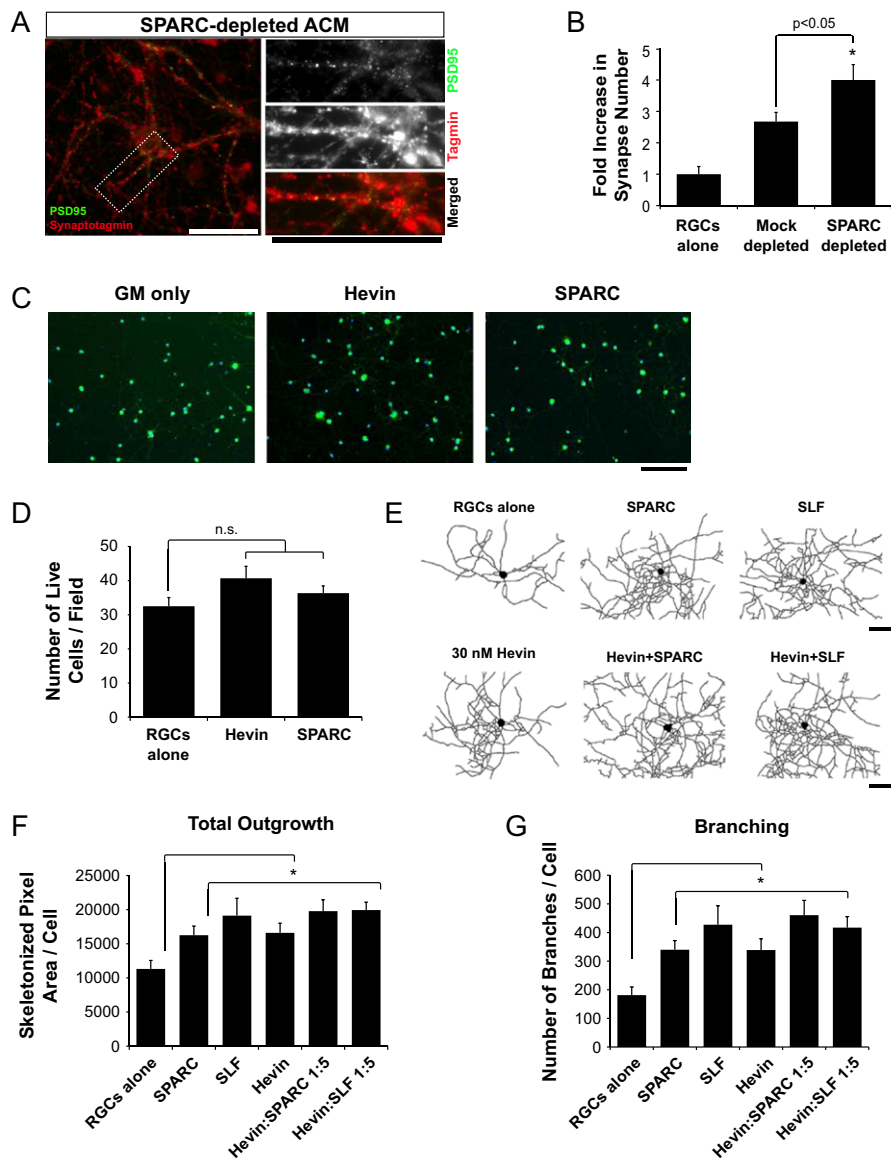 A
SPARC-depleted ACM
PSD95
Synaptotagmin
PSD95
Tagmin
Merged
B
p<0.05
*
Fold Increase in
Synapse Number
5
4
3
2
1
0
RGCs
alone
Mock
depleted
SPARC
depleted
C
GM only
Hevin
SPARC
D
n.s.
Number of Live
Cells / Field
50
40
30
20
10
0
RGCs
alone
Hevin
SPARC
E
RGCs alone
SPARC
SLF
30 nM Hevin
Hevin+SPARC
Hevin+SLF
F
Total Outgrowth
*
Skeletonized Pixel
Area / Cell
25000
20000
15000
10000
5000
0
RGCs alone
SPARC
SLF
Hevin
Hevin:SPARC 1:5
Hevin:SLF 1:5
G
Branching
*
Number of Branches / Cell
600
500
400
300
200
100
0
RGCs alone
SPARC
SLF
Hevin
Hevin:SPARC 1:5
Hevin:SLF 1:5